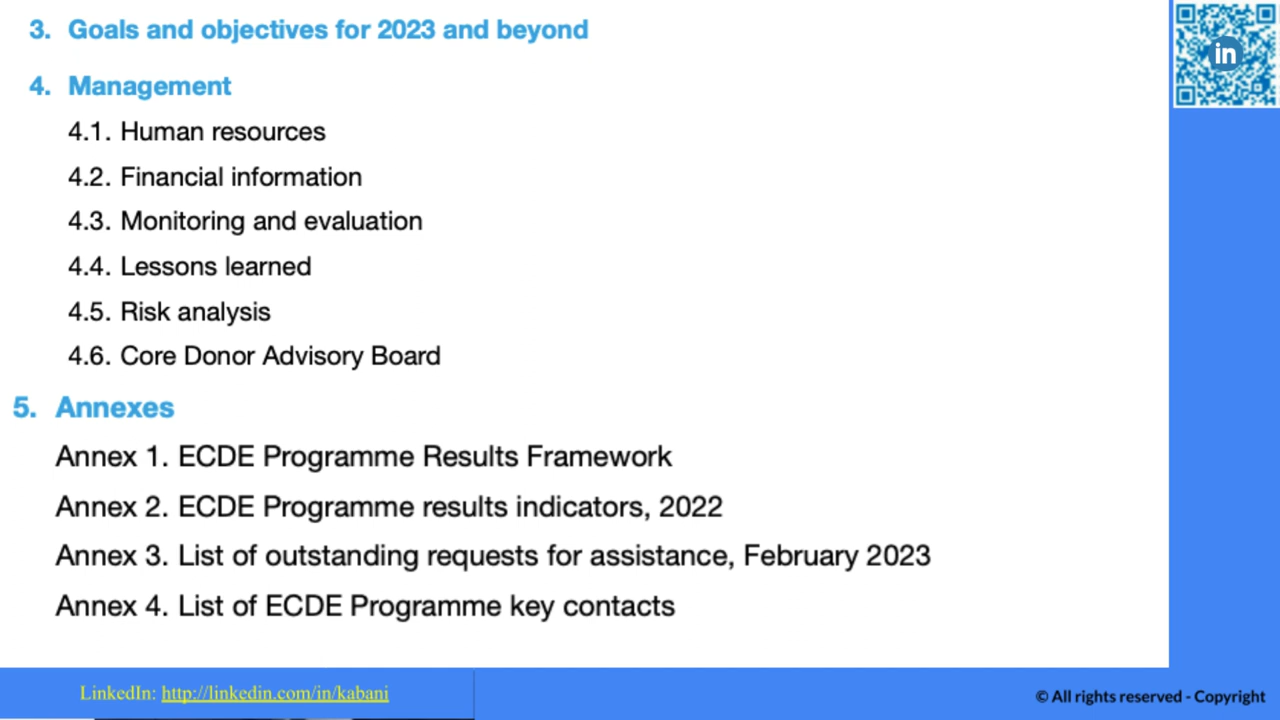 3. Goals and objectives for 2023 and beyond
4. Management
4.1. Human resources
4.2. Financial information
4.3. Monitoring and evaluation
4.4. Lessons learned
4.5. Risk analysis
4.6. Core Donor Advisory Board
5. Annexes
Annex 1. ECDE Programme Results Framework
Annex 2. ECDE Programme results indicators, 2022
Annex 3. List of outstanding requests for assistance, February 2023
Annex 4. List of ECDE Programme key contacts
in
LinkedIn: http://linkedin.com/in/kabani
© All rights reserved - Copyright